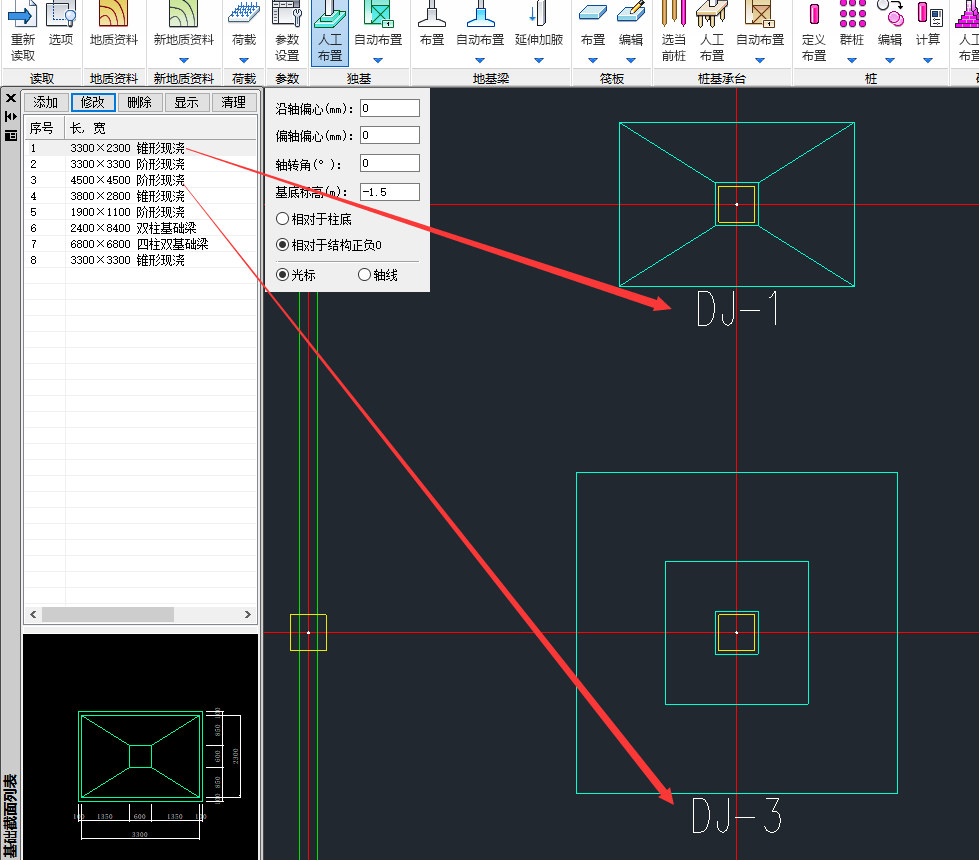 重新读取
选项
地质资料
新地质资料
荷载
参数设置
人工布置
自动布置
布置
自动布置
延伸加腋
布置
编辑
选当前桩
人工布置
自动布置
定义布置
群桩
编辑
计算
读取
地质资料
新地质资料
荷载
参数
独基
地基梁
筏板
桩基承台
桩
添加 修改 删除 显示 清理
序号 长, 宽
1 3300×2300 锥形现浇
2 3300×3300 阶形现浇
3 4500×4500 阶形现浇
4 3800×2800 锥形现浇
5 1900×1100 阶形现浇
6 2400×8400 双柱基础梁
7 6800×6800 四柱双基础梁
8 3300×3300 锥形现浇
沿轴偏心(mm): 0
偏轴偏心(mm): 0
轴转角(°): 0
基底标高(m): -1.5
相对于柱底
相对于结构正负0
光标 轴线
DJ-1
DJ-3
850
600
850
2300
1350 600 1350
3300
基础截面列表